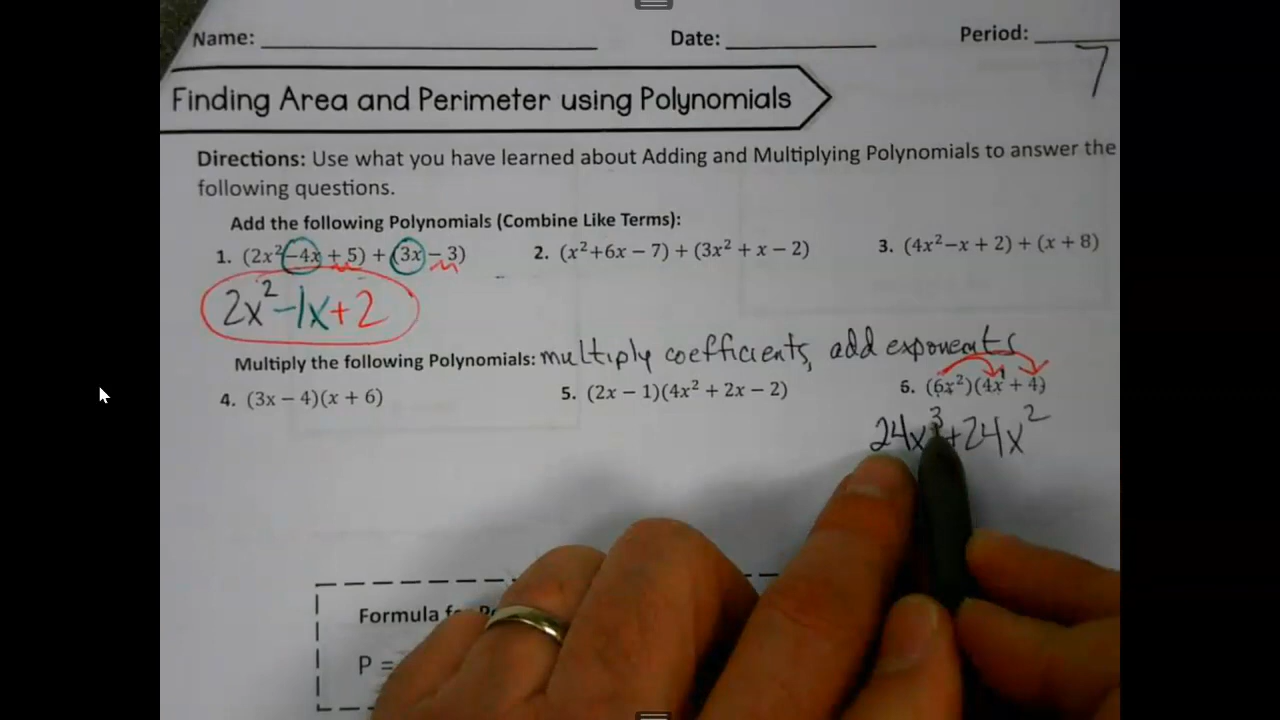 Name: Date: Period:
7
Finding Area and Perimeter using Polynomials
Directions: Use what you have learned about Adding and Multiplying Polynomials to answer the
following questions.
Add the following Polynomials (Combine Like Terms):
1. (2x² −4x + 5) + (3x − 3) 2. (x²+6x − 7) + (3x² + x − 2) 3. (4x²−x + 2) + (x + 8)
2x² -1x +2
Multiply the following Polynomials: multiply coefficients, add exponents
4. (3x − 4)(x + 6) 5. (2x − 1)(4x² + 2x − 2) 6. (6x²)(4x¹ + 4)
24x³+24x²
Formula
P =